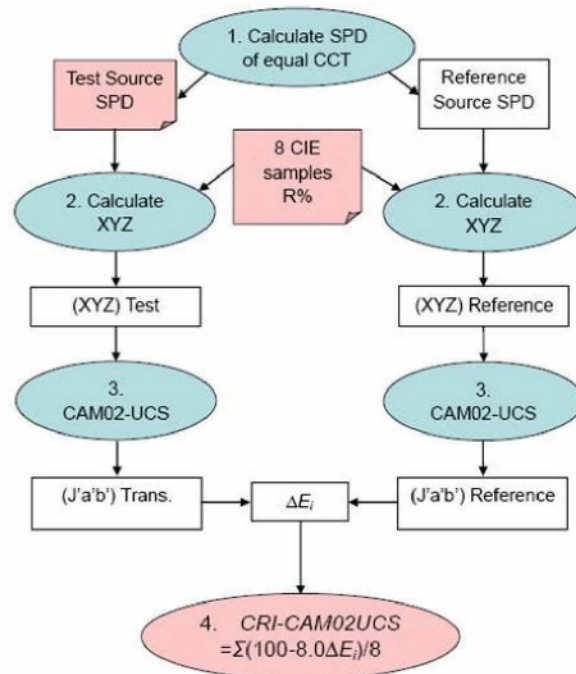 1. Calculate SPD
of equal CCT
Test Source
SPD
Reference
Source SPD
8 CIE
samples
R%
2. Calculate
XYZ
2. Calculate
XYZ
(XYZ) Test
(XYZ) Reference
3.
CAM02-UCS
3.
CAM02-UCS
(J'a'b') Trans.
ΔEi
(J'a'b') Reference
4. CRI-CAM02UCS
=Σ(100-8.0ΔEi)/8